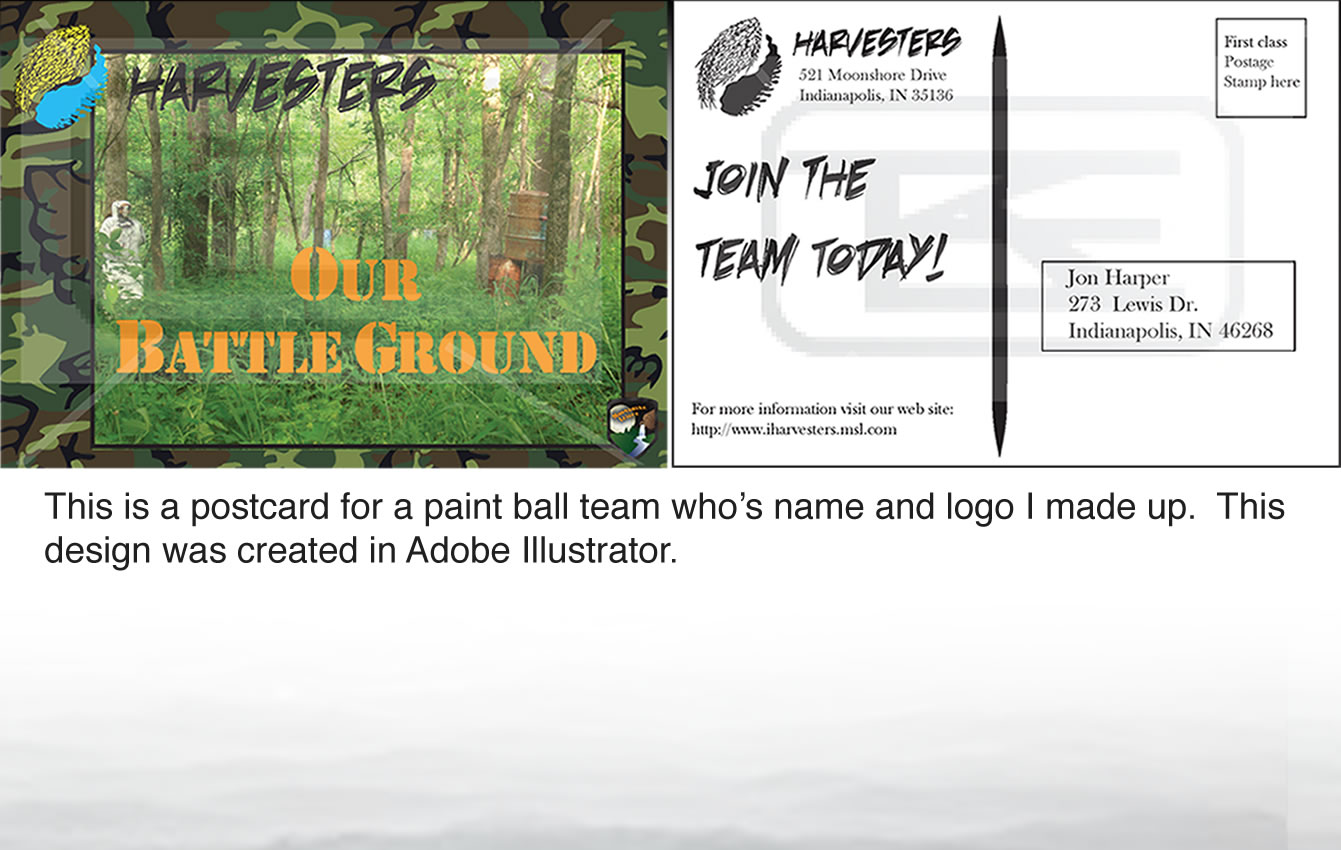 HARVESTERS
OUR
BATTLE GROUND
HARVESTERS
521 Moonshore Drive
Indianapolis, IN 35136
First class
Postage
Stamp here
JOIN THE
TEAM TODAY!
Jon Harper
273 Lewis Dr.
Indianapolis, IN 46268
For more information visit our web site:
http://www.iharvesters.msl.com
This is a postcard for a paint ball team who’s name and logo I made up. This
design was created in Adobe Illustrator.